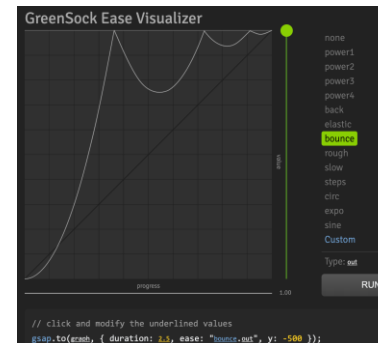 GreenSock Ease Visualizer
none
power1
power2
power3
power4
back
elastic
bounce
rough
slow
steps
circ
expo
sine
Custom
Type: out
RUN
progress
1.00
// click and modify the underlined values
gsap.to(graph, { duration: 2.5, ease: "bounce.out", y: -500 });